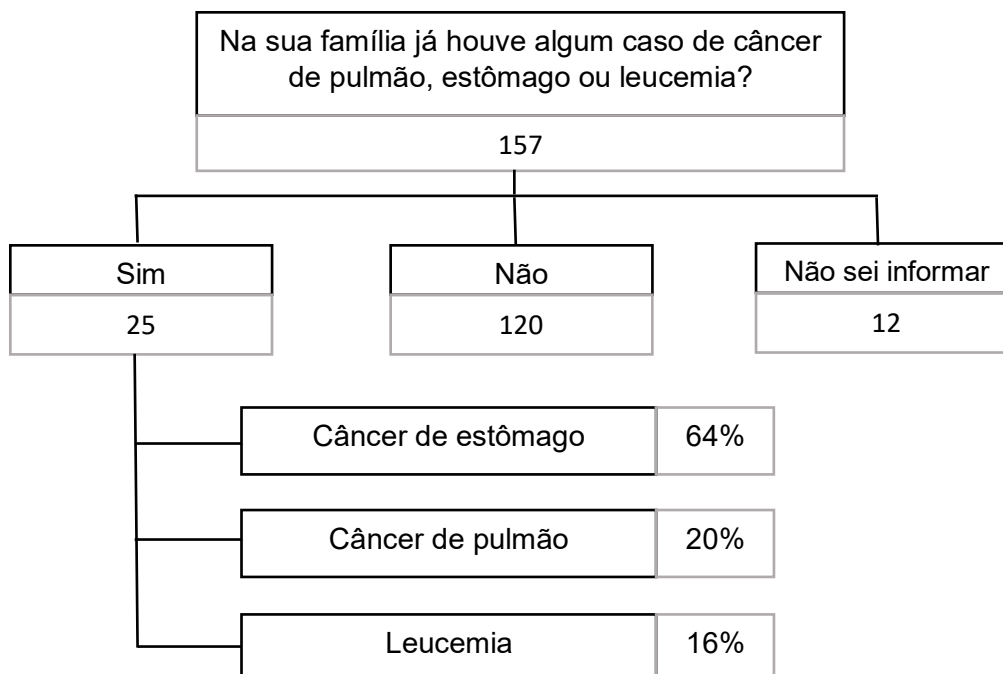 Na sua família já houve algum caso de câncer
de pulmão, estômago ou leucemia?
157
Sim
25
Não
120
Não sei informar
12
Câncer de estômago
64%
Câncer de pulmão
20%
Leucemia
16%